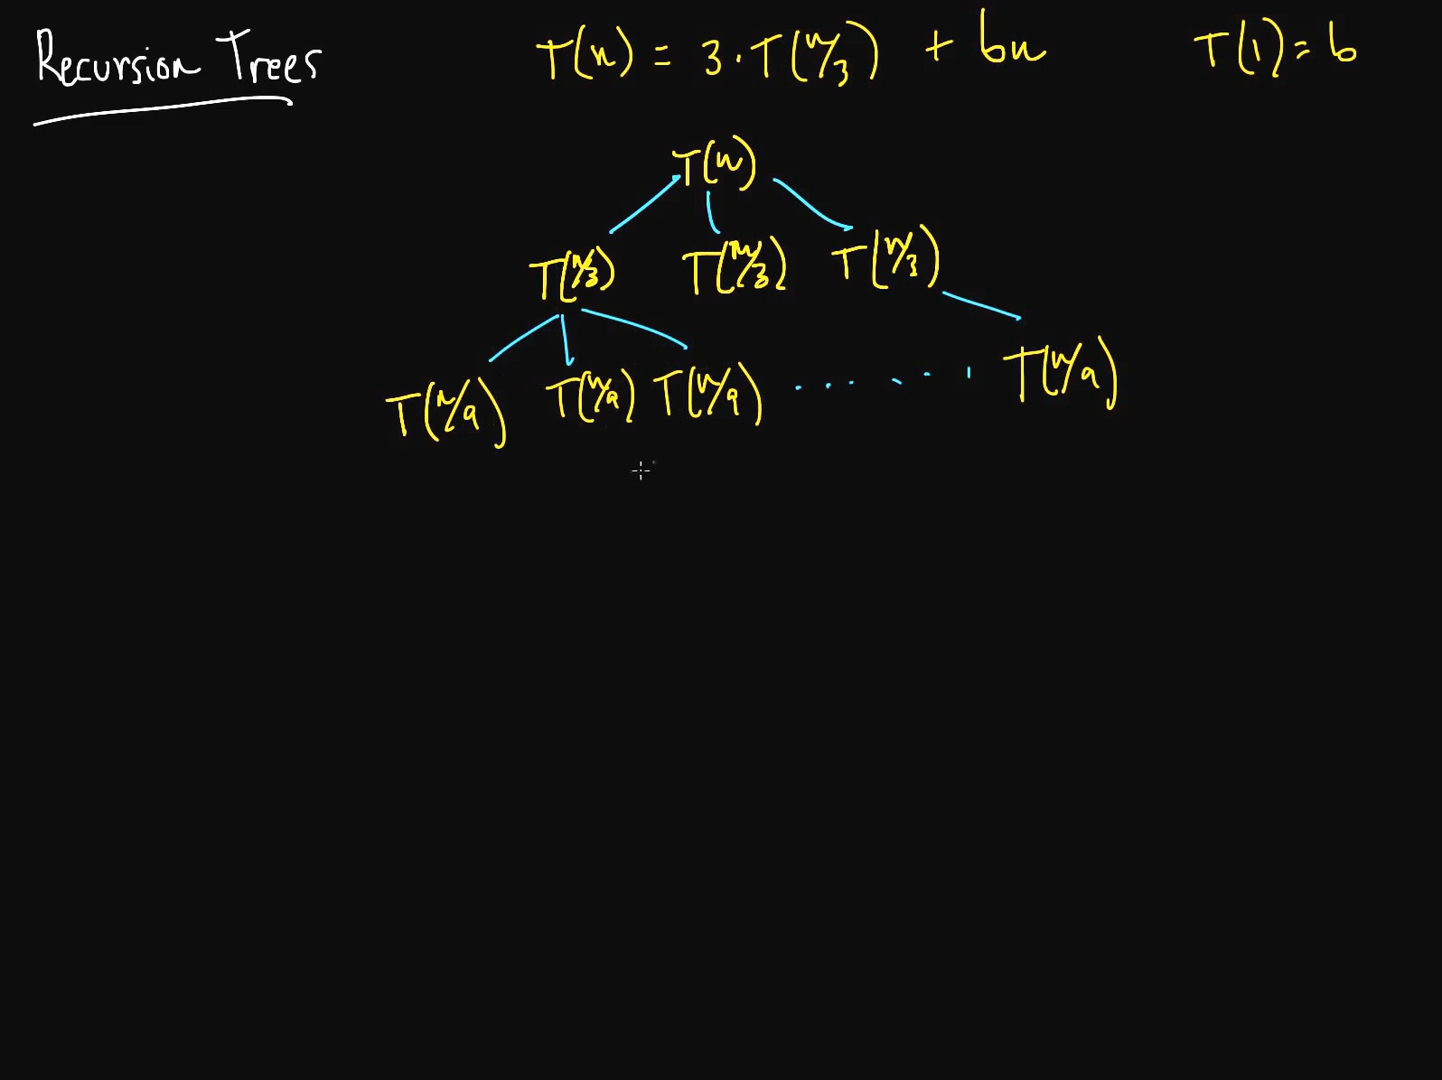 Recursion Trees
T(n) = 3·T(n/3) + bn
T(1) = b
T(n)
T(n/3) T(n/3) T(n/3)
T(n/9) T(n/9) T(n/9) . . . . . . T(n/9)